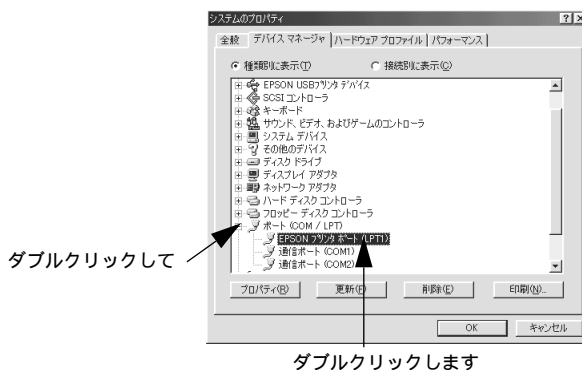 システムのプロパティ
全般 デバイス マネージャ ハードウェア プロファイル パフォーマンス
種類別に表示(T) 接続別に表示(C)
EPSON USBプリンタ デバイス
SCSI コントローラ
キーボード
サウンド、ビデオ、およびゲームのコントローラ
システム デバイス
その他のデバイス
ディスク ドライブ
ディスプレイ アダプタ
ネットワーク アダプタ
ハード ディスク コントローラ
フロッピー ディスク コントローラ
ポート (COM / LPT)
EPSON プリンタ ポート (LPT1)
通信ポート (COM1)
通信ポート (COM2)
ダブルクリックして
プロパティ(R) 更新(F) 削除(E) 印刷(N)...
OK キャンセル
ダブルクリックします